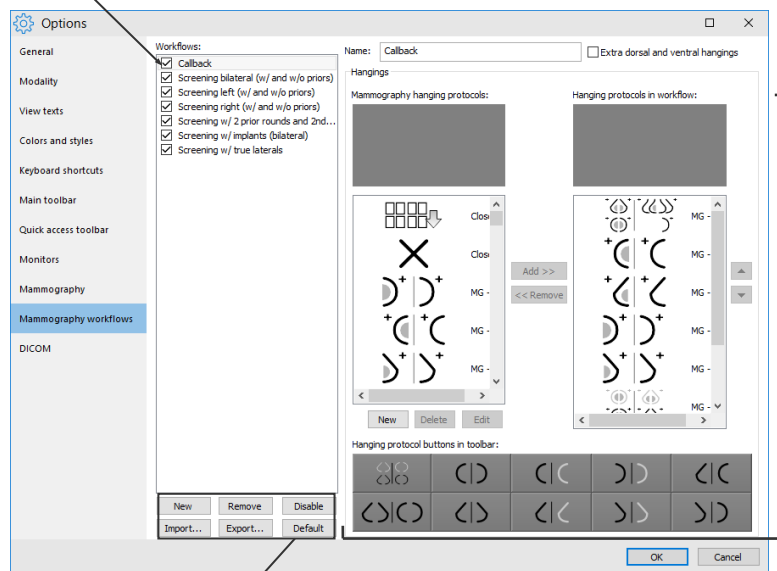 Options
General
Modality
View texts
Colors and styles
Keyboard shortcuts
Main toolbar
Quick access toolbar
Monitors
Mammography
Mammography workflows
DICOM
Workflows:
Callback
Screening bilateral (w/ and w/o priors)
Screening left (w/ and w/o priors)
Screening right (w/ and w/o priors)
Screening w/ 2 prior rounds and 2nd...
Screening w/ implants (bilateral)
Screening w/ true laterals
New Remove Disable
Import... Export... Default
Name: Callback Extra dorsal and ventral hangings
Hangings
Mammography hanging protocols:
Clos
Clos
MG -
MG -
MG -
New Delete Edit
Add >>
<< Remove
Hanging protocols in workflow:
MG -
MG -
MG -
MG -
MG -
MG -
Hanging protocol buttons in toolbar:
OK Cancel